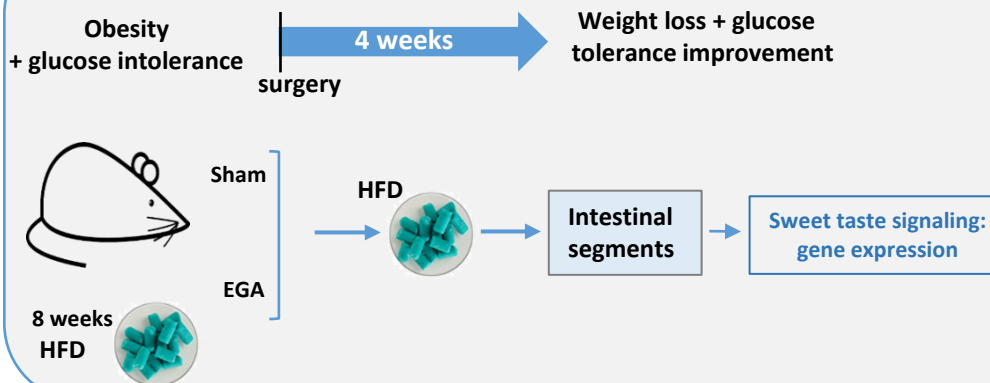 Obesity
+ glucose intolerance
surgery
4 weeks
Weight loss + glucose
tolerance improvement
Sham
EGA
8 weeks
HFD
HFD
Intestinal
segments
Sweet taste signaling:
gene expression